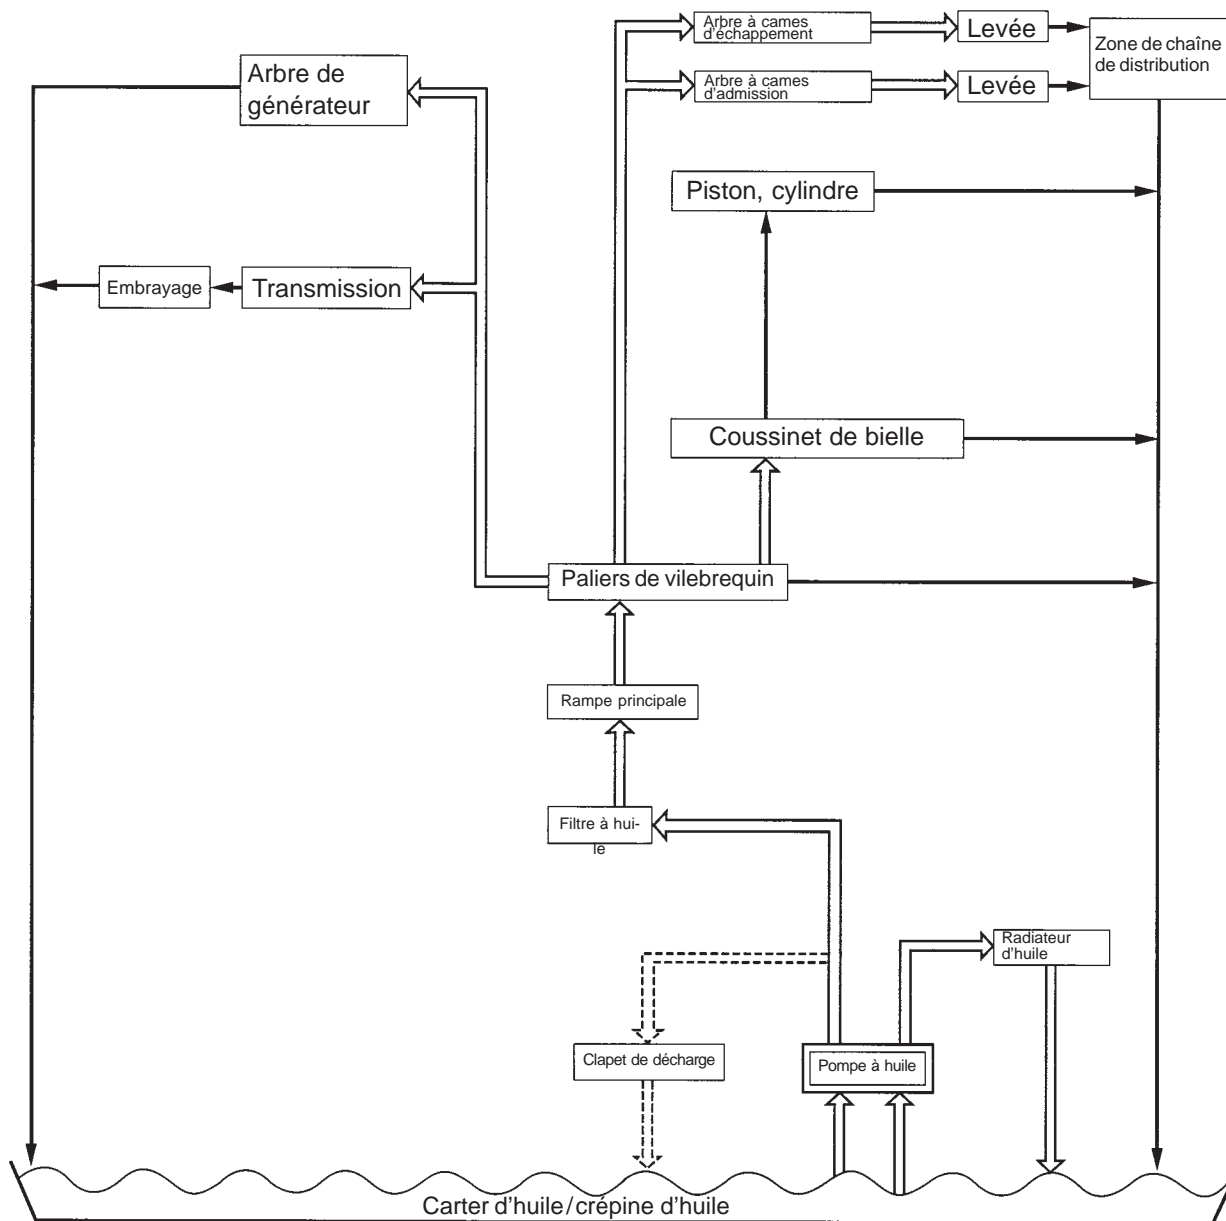 Arbre à cames
d'échappement
Levée
Zone de chaîne
de distribution
Arbre de
générateur
Arbre à cames
d'admission
Levée
Piston, cylindre
Embrayage
Transmission
Coussinet de bielle
Paliers de vilebrequin
Rampe principale
Filtre à hui-
le
Radiateur
d'huile
Clapet de décharge
Pompe à huile
Carter d'huile/crépine d'huile